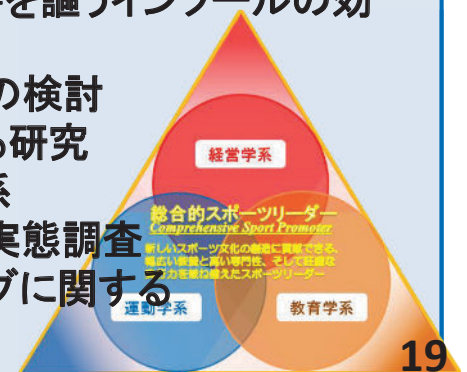 を謳うインソールの効
の検討
る研究
系
実態調査
グに関する
経営学系
総合的スポーツリーダー
Comprehensive Sport Promoter
新しいスポーツ文化の創造に貢献できる、
幅広い教養と高い専門性、そして旺盛な
力を兼ね備えたスポーツリーダー
運動学系
教育学系
19